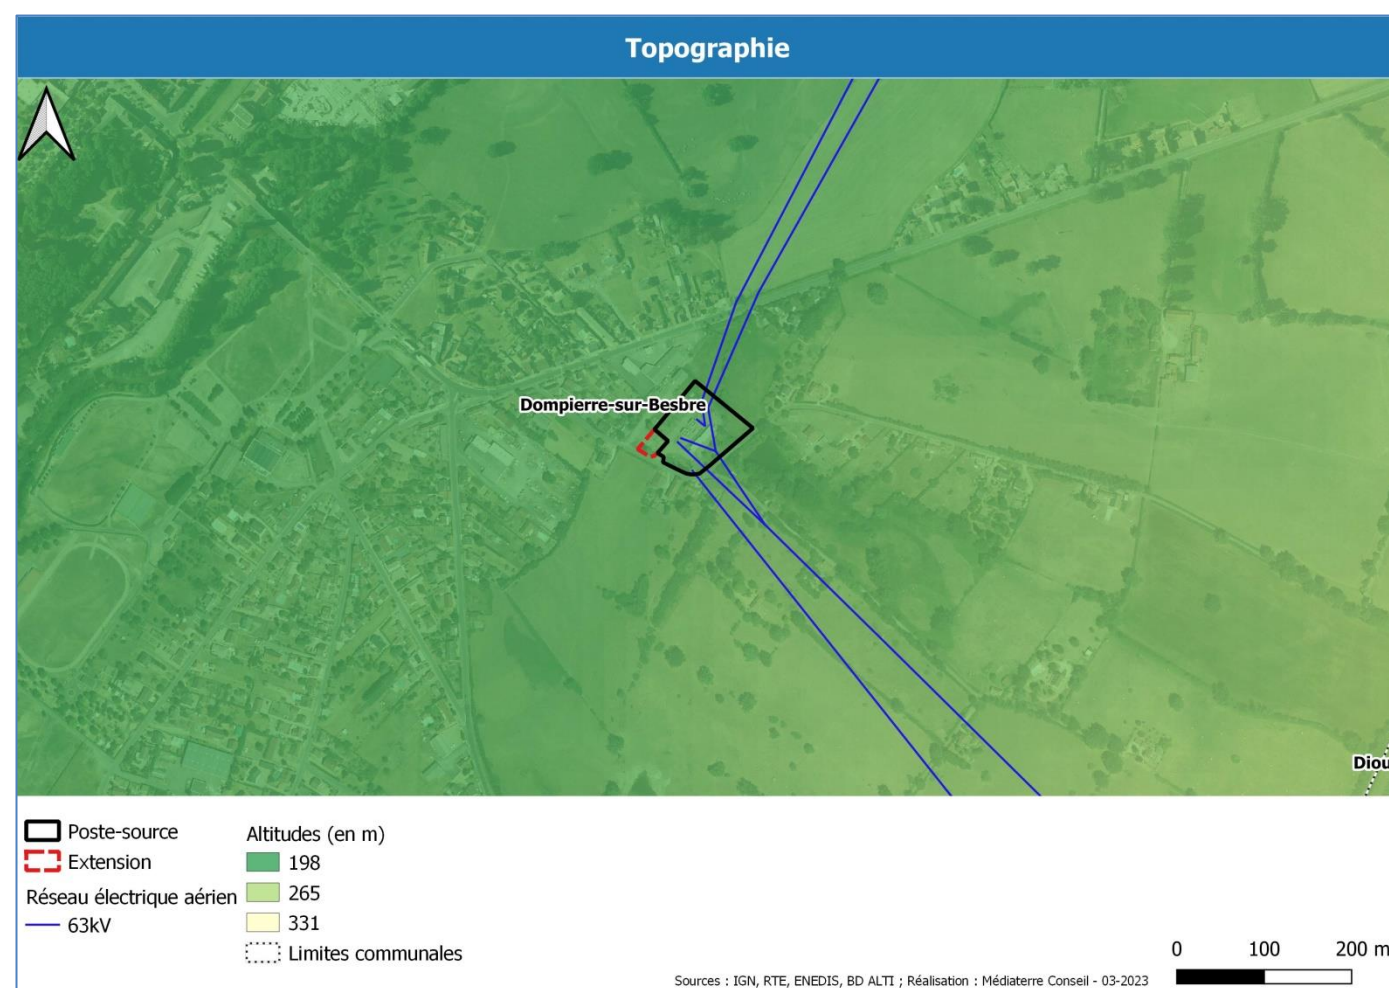 Topographie
Dompierre-sur-Besbre
Diou
Poste-source
Extension
Réseau électrique aérien
63kV
Altitudes (en m)
198
265
331
Limites communales
0 100 200 m
Sources : IGN, RTE, ENEDIS, BD ALTI ; Réalisation : Médiaterre Conseil - 03-2023